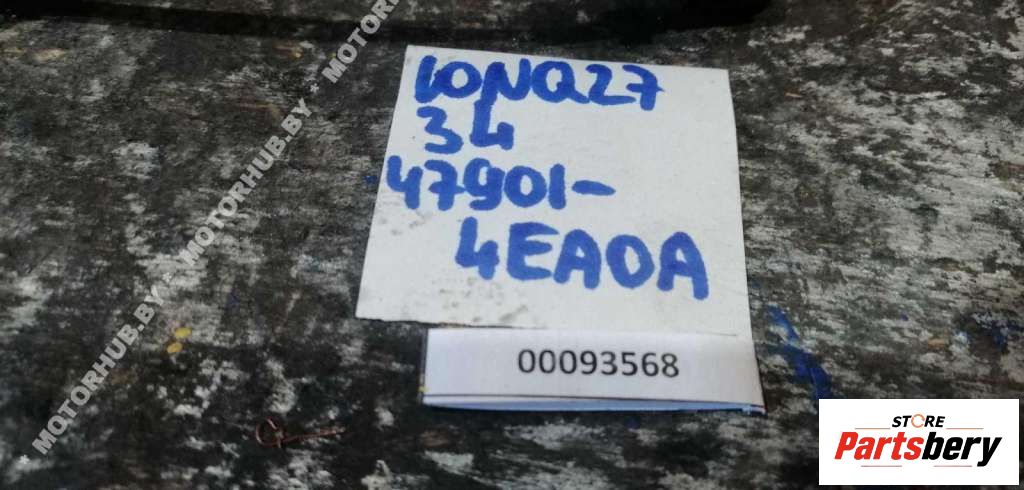 10NQ27
34
47901-
4EA0A
00093568
* MOTORHUB.BY * MOTORHUB.BY * MOTORHUB.BY
STORE
Partsbery